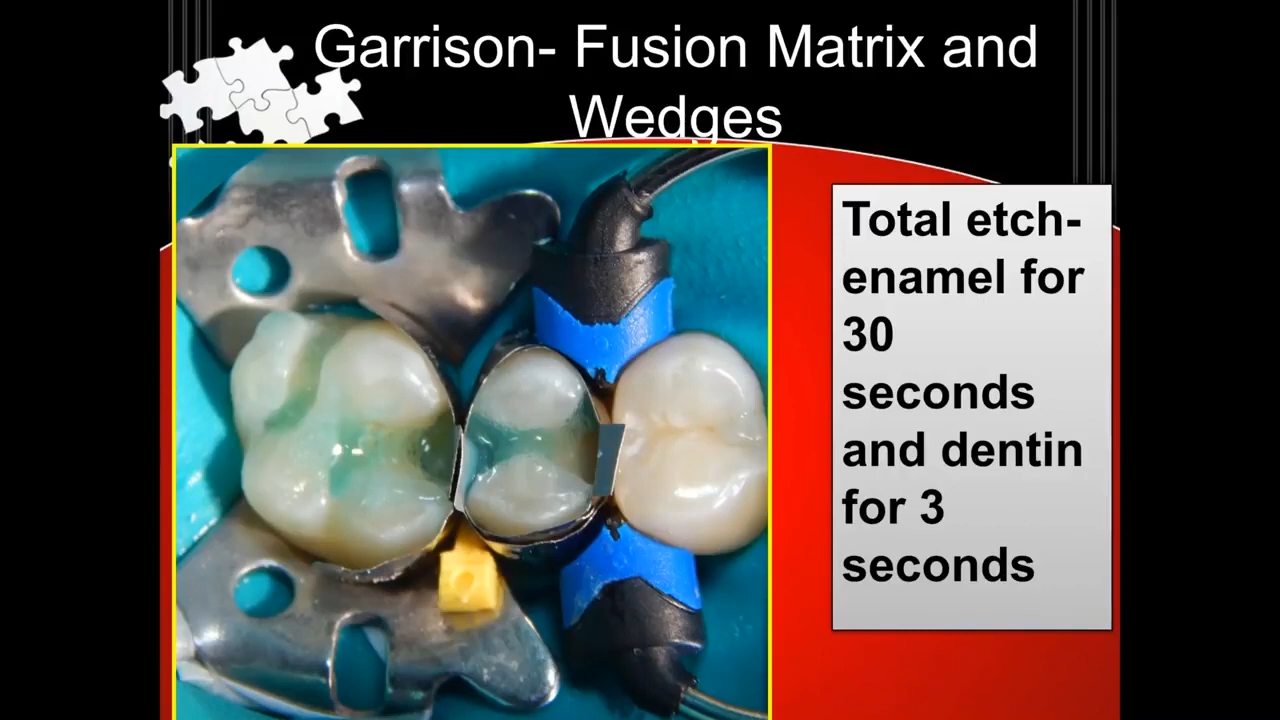 Garrison- Fusion Matrix and
Wedges
Total etch-
enamel for
30
seconds
and dentin
for 3
seconds